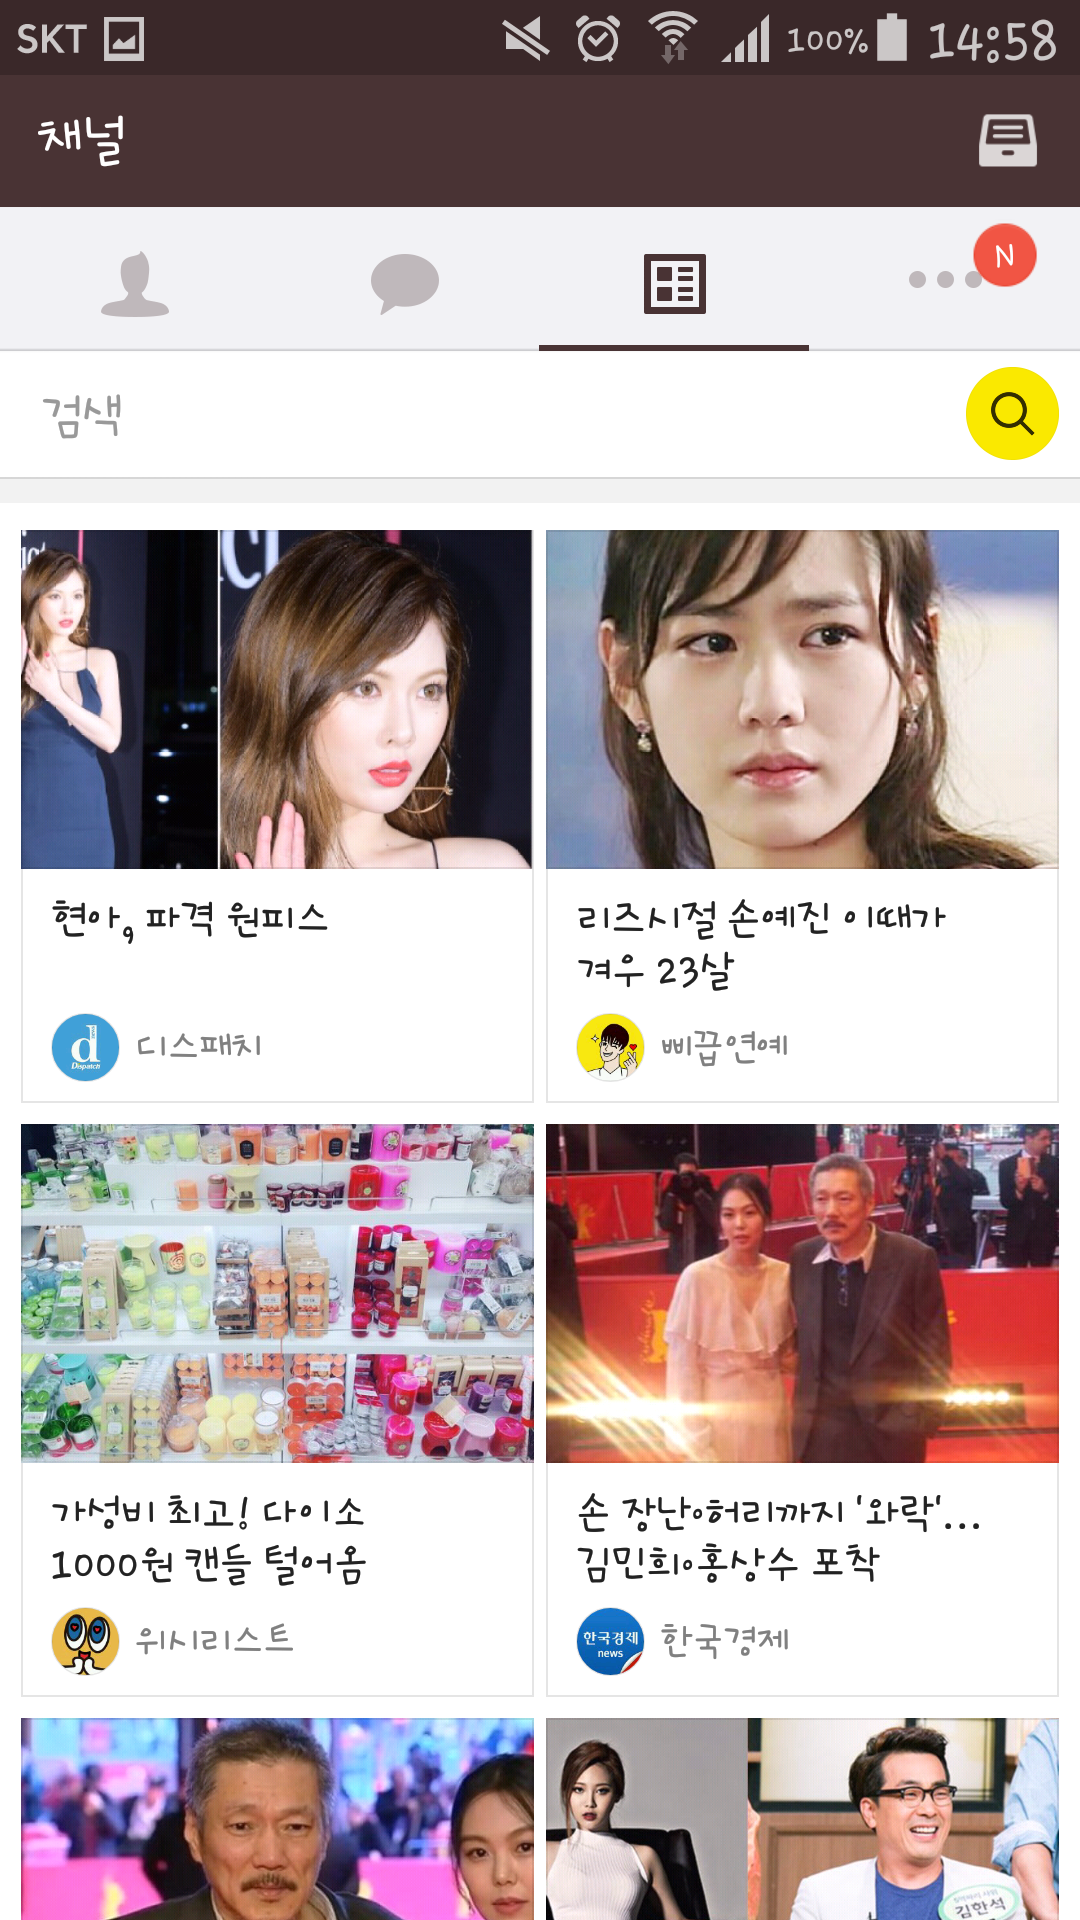 SKT 100% 14:58
채널
N
검색
현아, 파격 원피스
리즈시절 손예진 이때가
겨우 23살
d
Dispatch
디스패치
삐끕연예
가성비 최고! 다이소
1000원 캔들 털어옴
위시리스트
손 장난·허리까지 '와락'...
김민희·홍상수 포착
한국경제
news
한국경제
김한석